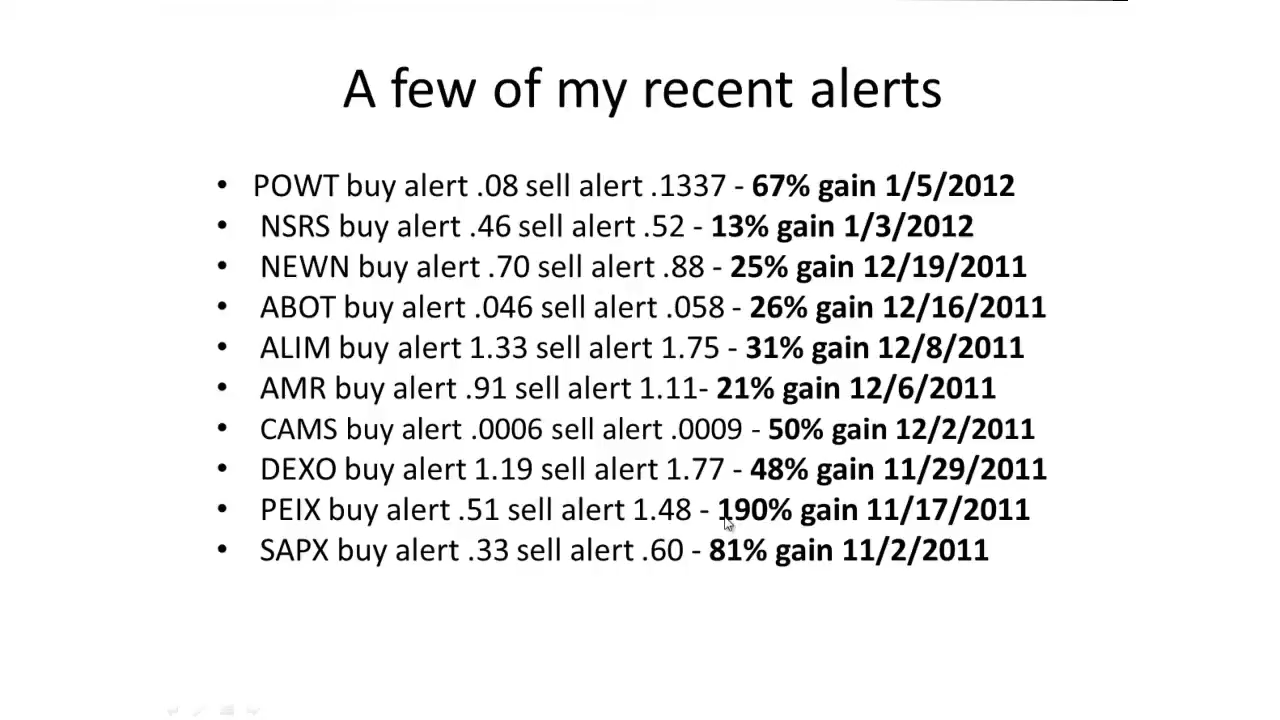 A few of my recent alerts
• POWT buy alert .08 sell alert .1337 - 67% gain 1/5/2012
• NSRS buy alert .46 sell alert .52 - 13% gain 1/3/2012
• NEWN buy alert .70 sell alert .88 - 25% gain 12/19/2011
• ABOT buy alert .046 sell alert .058 - 26% gain 12/16/2011
• ALIM buy alert 1.33 sell alert 1.75 - 31% gain 12/8/2011
• AMR buy alert .91 sell alert 1.11- 21% gain 12/6/2011
• CAMS buy alert .0006 sell alert .0009 - 50% gain 12/2/2011
• DEXO buy alert 1.19 sell alert 1.77 - 48% gain 11/29/2011
• PEIX buy alert .51 sell alert 1.48 - 190% gain 11/17/2011
• SAPX buy alert .33 sell alert .60 - 81% gain 11/2/2011